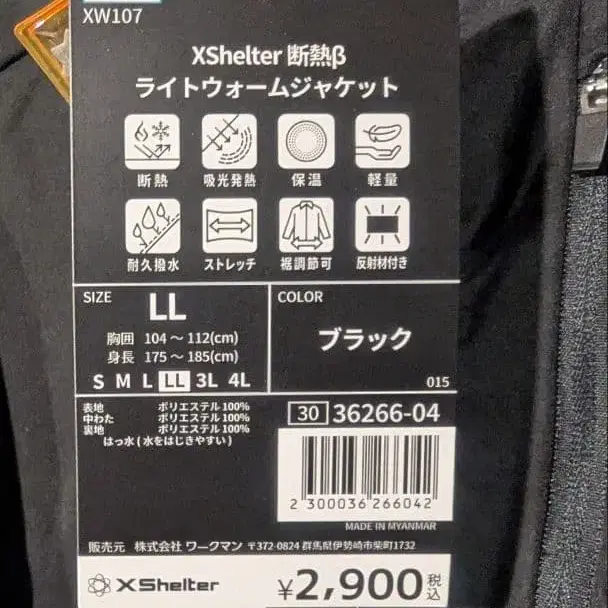 XW107
XShelter 断熱β
ライトウォームジャケット
断熱 吸光発熱 保温 軽量
耐久撥水 ストレッチ 裾調節可 反射材付き
SIZE
LL
胸囲 104～112(cm)
身長 175～185(cm)
S M L LL 3L 4L
COLOR
ブラック
015
表地 ポリエステル100%
中わた ポリエステル100%
裏地 ポリエステル100%
はっ水(水をはじきやすい)
30 36266-04
2 300036 266042
MADE IN MYANMAR
販売元 株式会社 ワークマン 〒372-0824 群馬県伊勢崎市柴町1732
XShelter
¥2,900税込